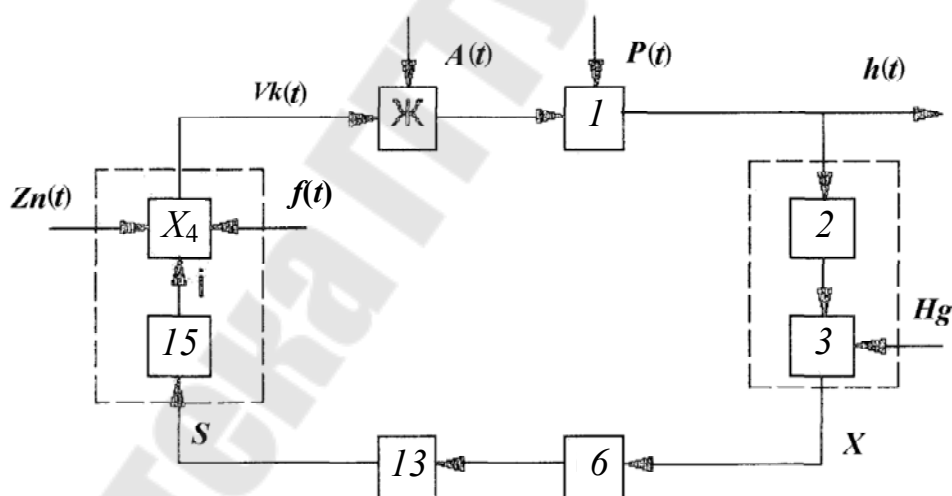 A(t)
P(t)
h(t)
Vk(t)
Ж
1
Zn(t)
X4
f(t)
i
15
2
3
Hg
S
13
6
X